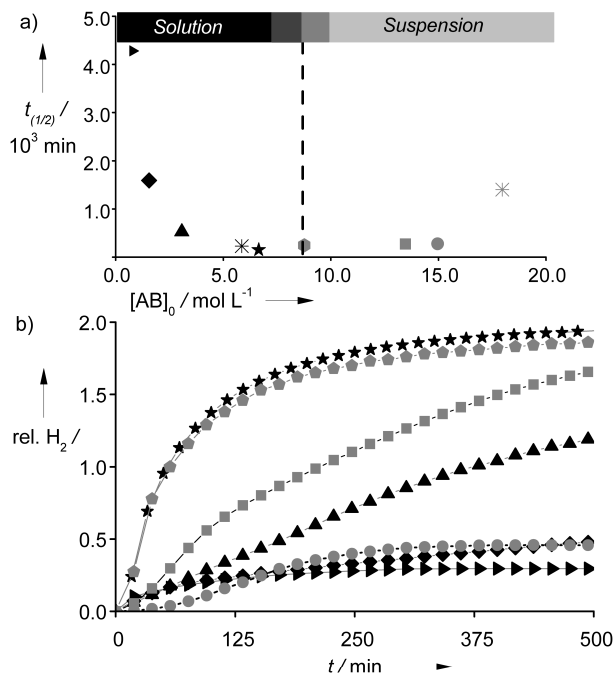 a)
5.0
Solution
Suspension
4.0
t(1/2) /
10³ min
3.0
2.0
1.0
0.0
5.0
10.0
15.0
20.0
[AB]₀ / mol L⁻¹
b)
2.0
1.5
rel. H₂ /
1.0
0.5
0.0
0
125
250
375
500
t / min